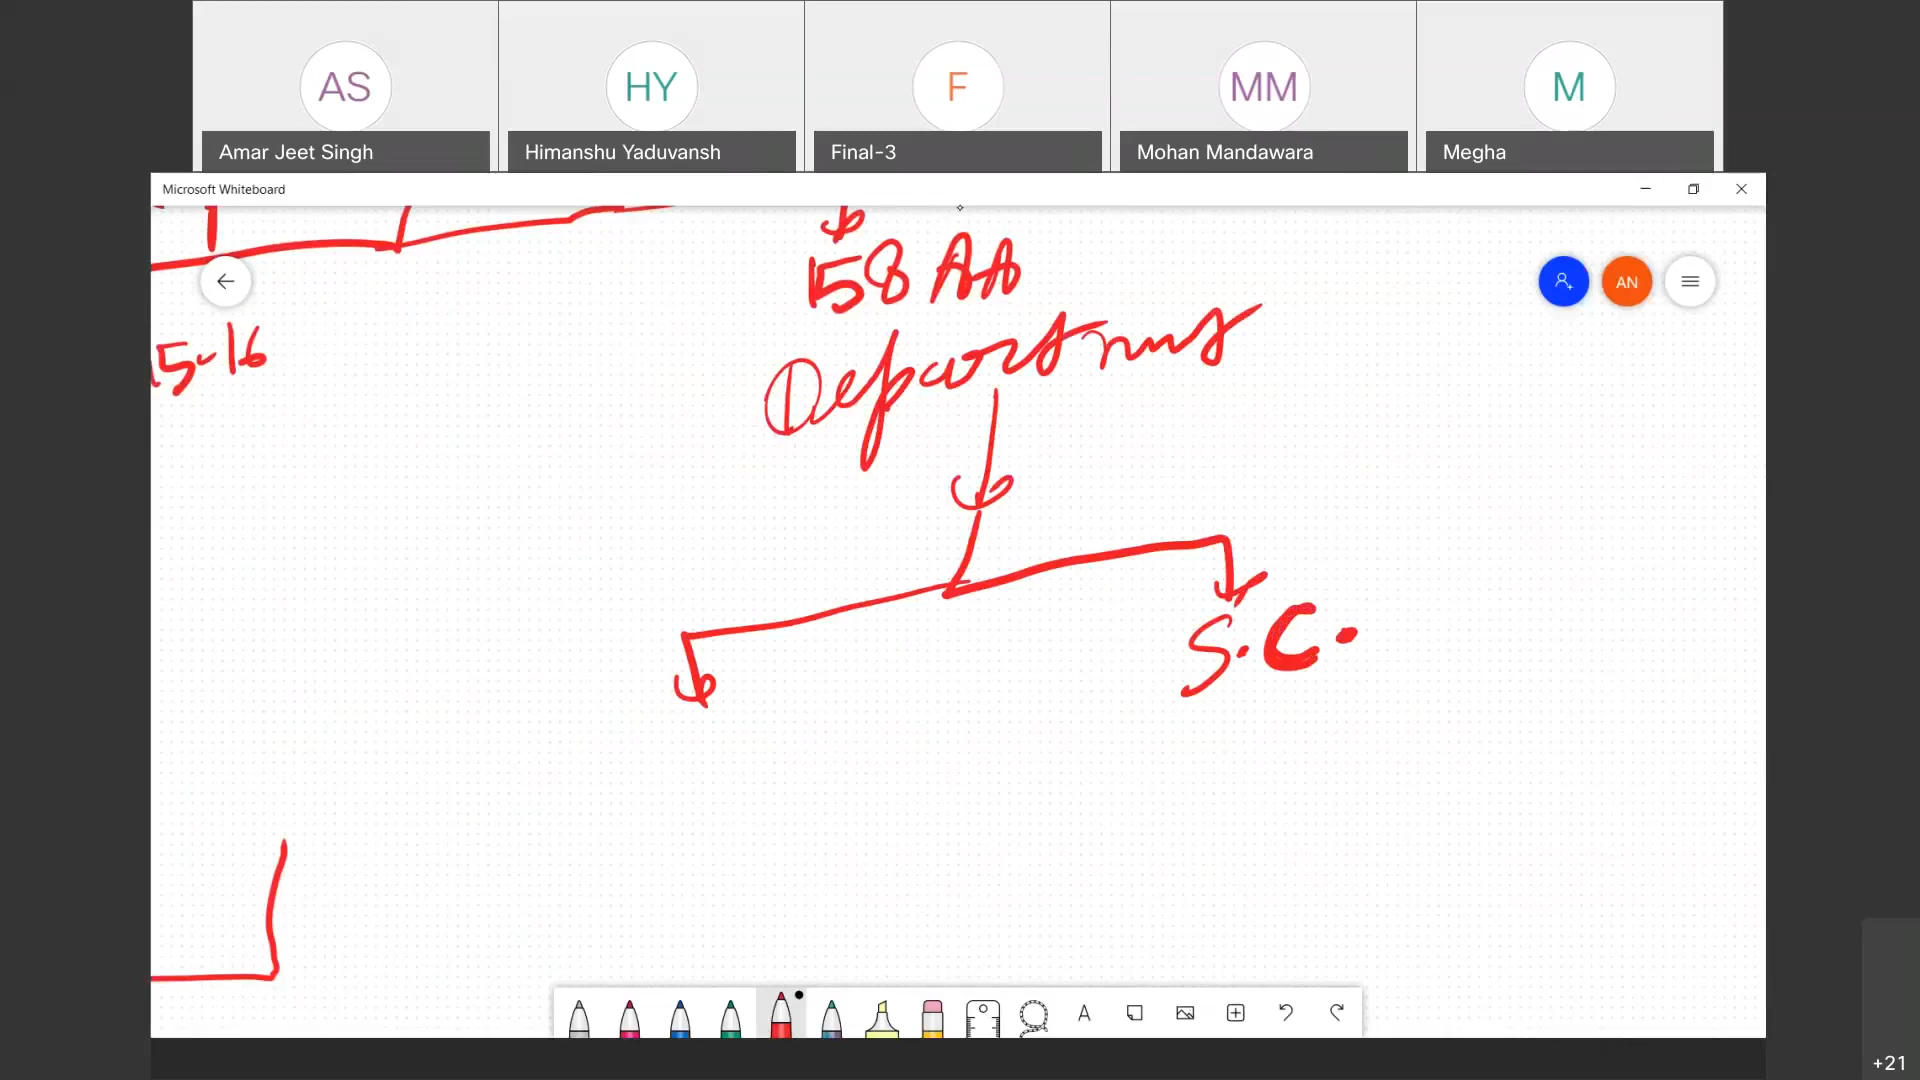 AS HY F MM M
Amar Jeet Singh Himanshu Yaduvansh Final-3 Mohan Mandawara Megha
Microsoft Whiteboard
158 AA
AN
15-16
Department
S.C.
A
+21